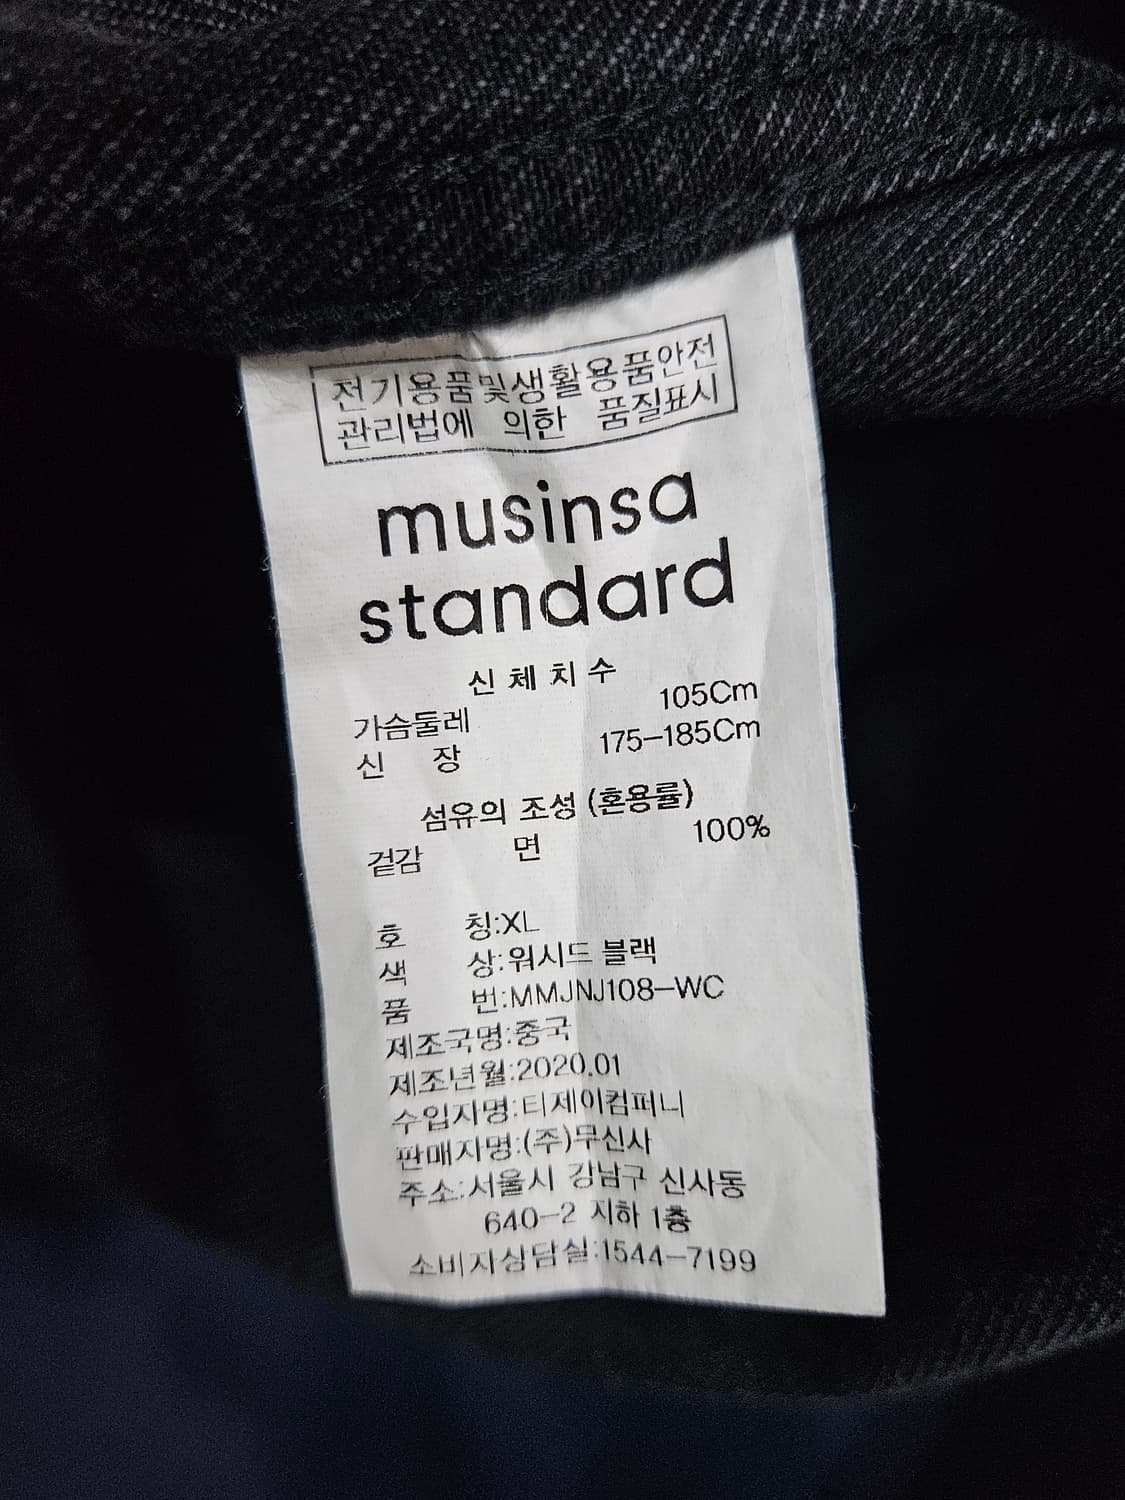 전기용품및생활용품안전
관리법에 의한 품질표시
musinsa
standard
신체치수
가슴둘레 105Cm
신 장 175-185Cm
섬유의 조성 (혼용률)
겉감 면 100%
호 칭:XL
색 상:워시드 블랙
품 번:MMJNJ108-WC
제조국명:중국
제조년월:2020.01
수입자명:티제이컴퍼니
판매자명:(주)무신사
주소:서울시 강남구 신사동
640-2 지하 1층
소비자상담실:1544-7199